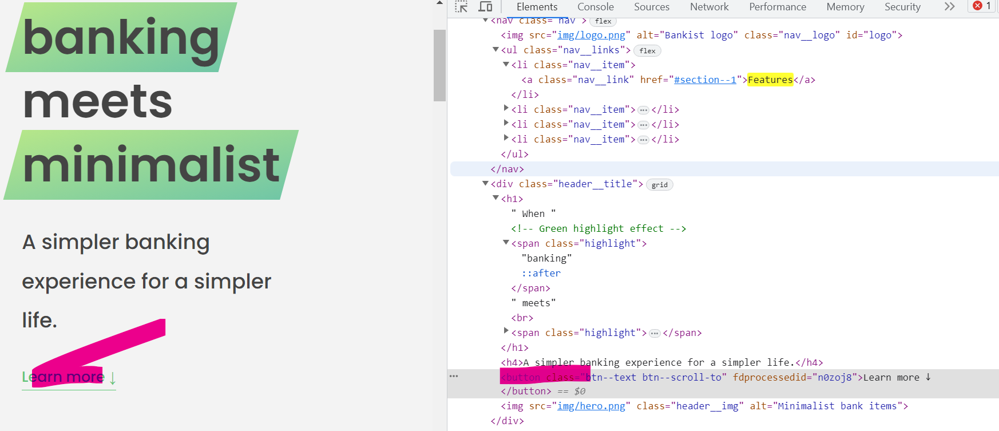 banking
meets
minimalist
A simpler banking
experience for a simpler
life.
Learn more ↓
Elements Console Sources Network Performance Memory Security 1
<nav class="nav"> flex
<img src="img/logo.png" alt="Bankist logo" class="nav__logo" id="logo">
<ul class="nav__links"> flex
<li class="nav__item">
<a class="nav__link" href="#section--1">Features</a>
</li>
<li class="nav__item">…</li>
<li class="nav__item">…</li>
<li class="nav__item">…</li>
</ul>
</nav>
<div class="header__title"> grid
<h1>
" When "
<!-- Green highlight effect -->
<span class="highlight">
"banking"
::after
</span>
" meets"
<br>
<span class="highlight">…</span>
</h1>
<h4>A simpler banking experience for a simpler life.</h4>
<button class="btn--text btn--scroll-to" fdprocessedid="n0zoj8">Learn more ↓
</button> == $0
<img src="img/hero.png" class="header__img" alt="Minimalist bank items">
</div>